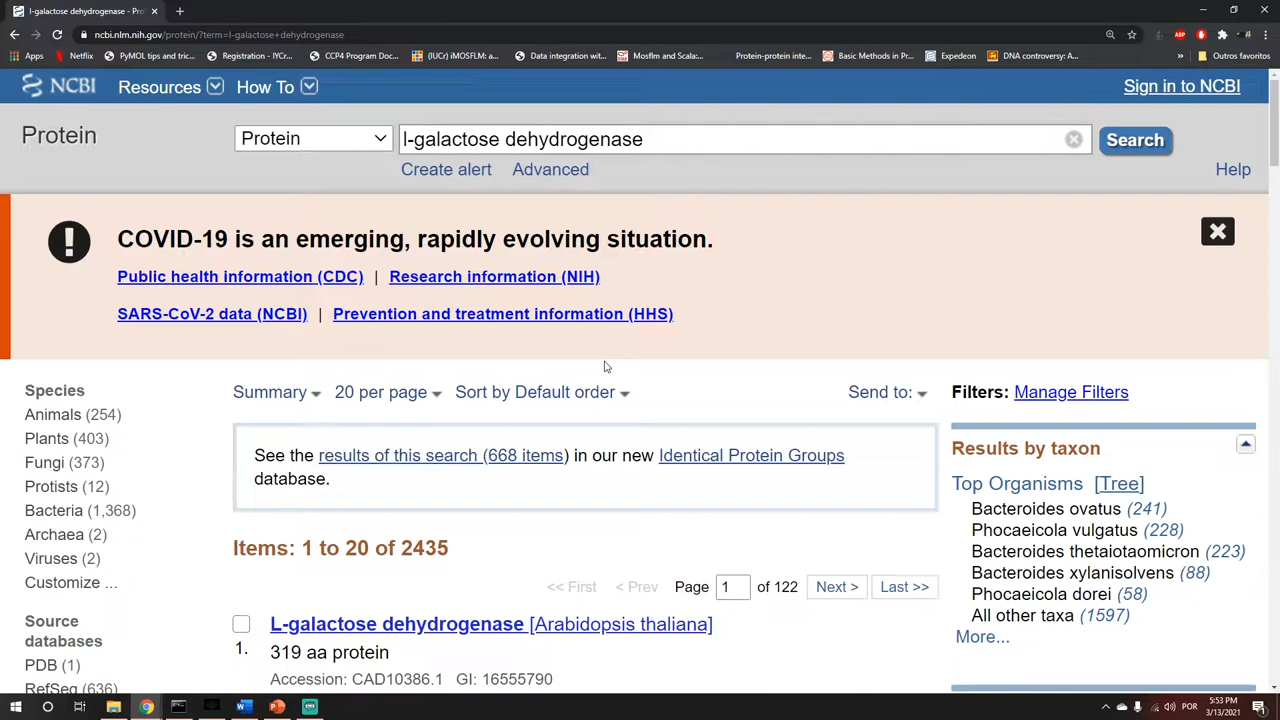 l-galactose dehydrogenase - Pro
ncbi.nlm.nih.gov/protein/?term=l-galactose+dehydrogenase
Apps Netflix PyMOL tips and tric... Registration - IYCr... CCP4 Program Doc... (IUCr) iMOSFLM: a... Data integration wit... Mosflm and Scala:... Protein-protein inte... Basic Methods in Pr... Expedeon DNA cromatography: A... » Outros favoritos
NCBI Resources How To Sign in to NCBI
Protein Protein l-galactose dehydrogenase Search
Create alert Advanced Help
COVID-19 is an emerging, rapidly evolving situation.
Public health information (CDC) | Research information (NIH)
SARS-CoV-2 data (NCBI) | Prevention and treatment information (HHS)
Species
Animals (254)
Plants (403)
Fungi (373)
Protists (12)
Bacteria (1,368)
Archaea (2)
Viruses (2)
Customize ...
Source
databases
PDB (1)
RefSeq (636)
Summary 20 per page Sort by Default order Send to:
See the results of this search (668 items) in our new Identical Protein Groups
database.
Items: 1 to 20 of 2435
<< First < Prev Page 1 of 122 Next > Last >>
L-galactose dehydrogenase [Arabidopsis thaliana]
1. 319 aa protein
Accession: CAD10386.1 GI: 16555790
Filters: Manage Filters
Results by taxon
Top Organisms [Tree]
Bacteroides ovatus (241)
Phocaeicola vulgatus (228)
Bacteroides thetaiotaomicron (223)
Bacteroides xylanisolvens (88)
Phocaeicola dorei (58)
All other taxa (1597)
More...
POR 5:53 PM
3/13/2021